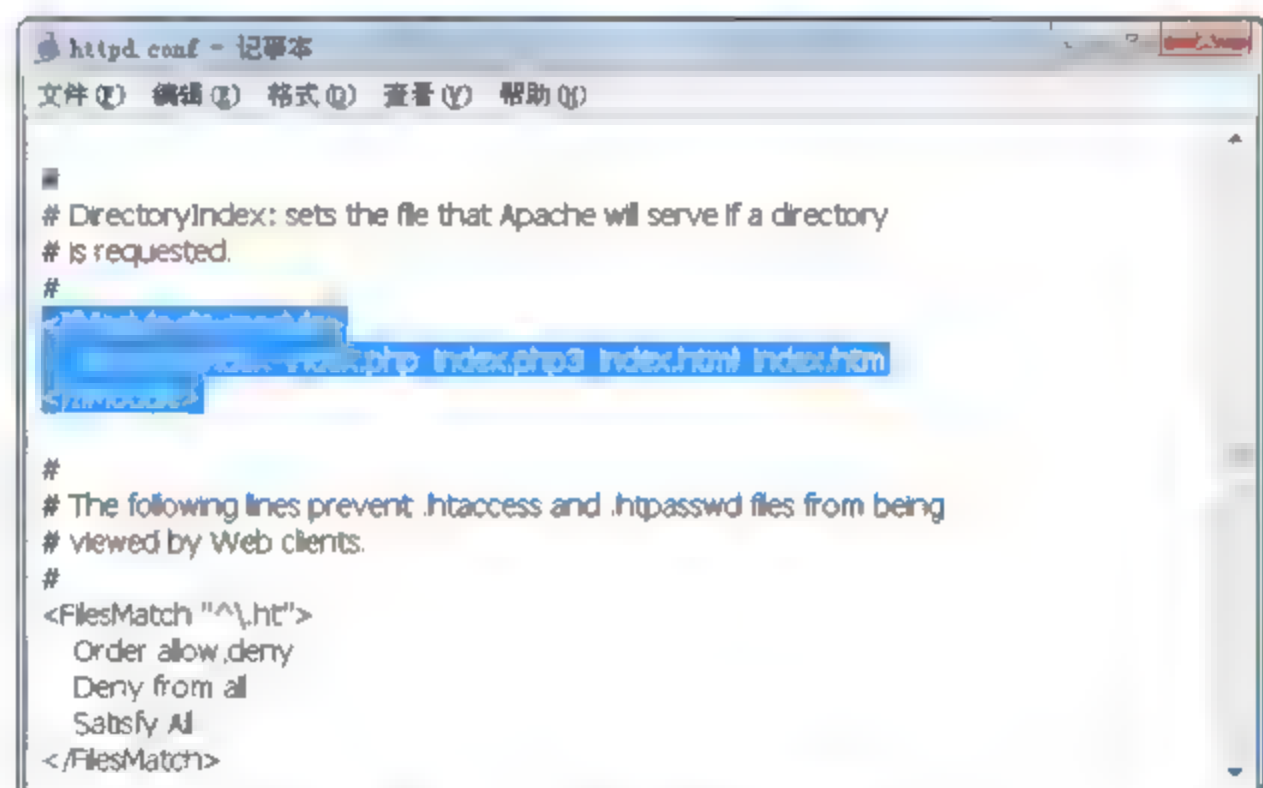 httpd.conf - 记事本
文件(F) 编辑(E) 格式(O) 查看(V) 帮助(H)
#
# DirectoryIndex: sets the file that Apache will serve if a directory
# is requested.
#
index.php index.php3 index.html index.htm
#
# The following lines prevent .htaccess and .htpasswd files from being
# viewed by Web clients.
#
<FilesMatch "^\.ht">
Order allow,deny
Deny from all
Satisfy All
</FilesMatch>